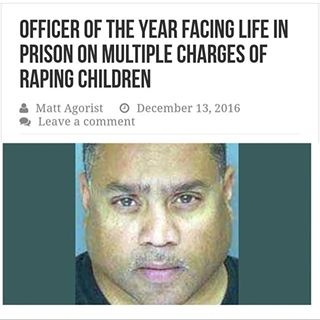 OFFICER OF THE YEAR FACING LIFE IN
PRISON ON MULTIPLE CHARGES OF
RAPING CHILDREN
Matt Agorist December 13, 2016
Leave a comment